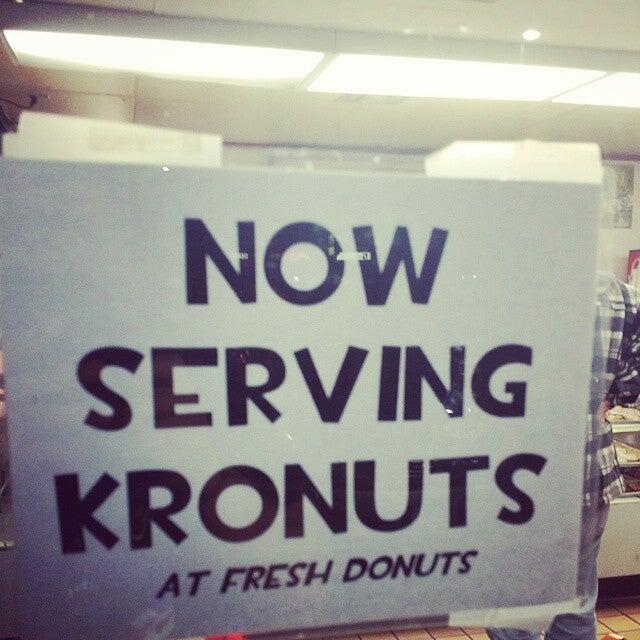 NOW
SERVING
KRONUTS
AT FRESH DONUTS